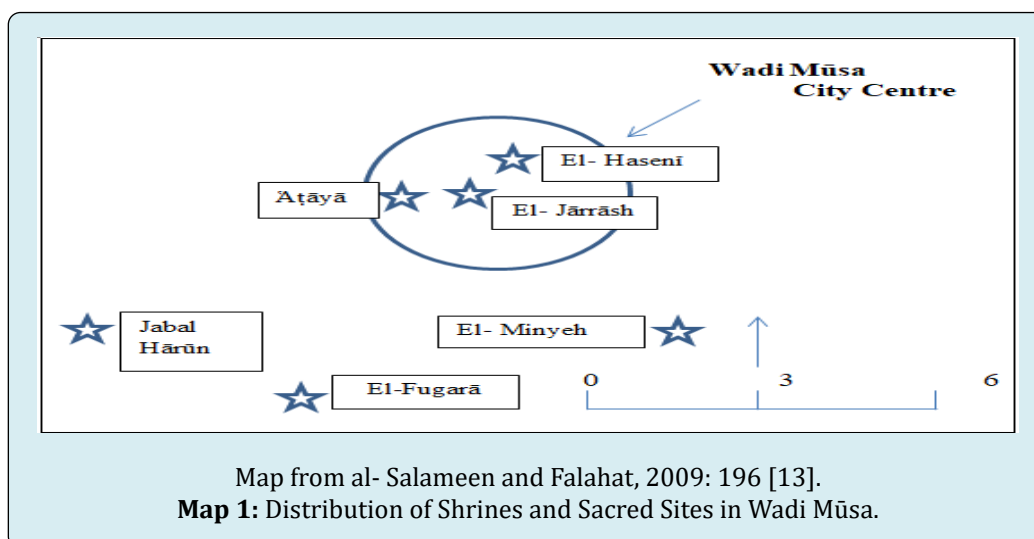 Wadi Mūsa
City Centre
El- Hasenī
Aṭāyā
El- Jārrāsh
Jabal
Hārūn
El- Minyeh
El-Fugarā
0 3 6
Map from al- Salameen and Falahat, 2009: 196 [13].
Map 1: Distribution of Shrines and Sacred Sites in Wadi Mūsa.